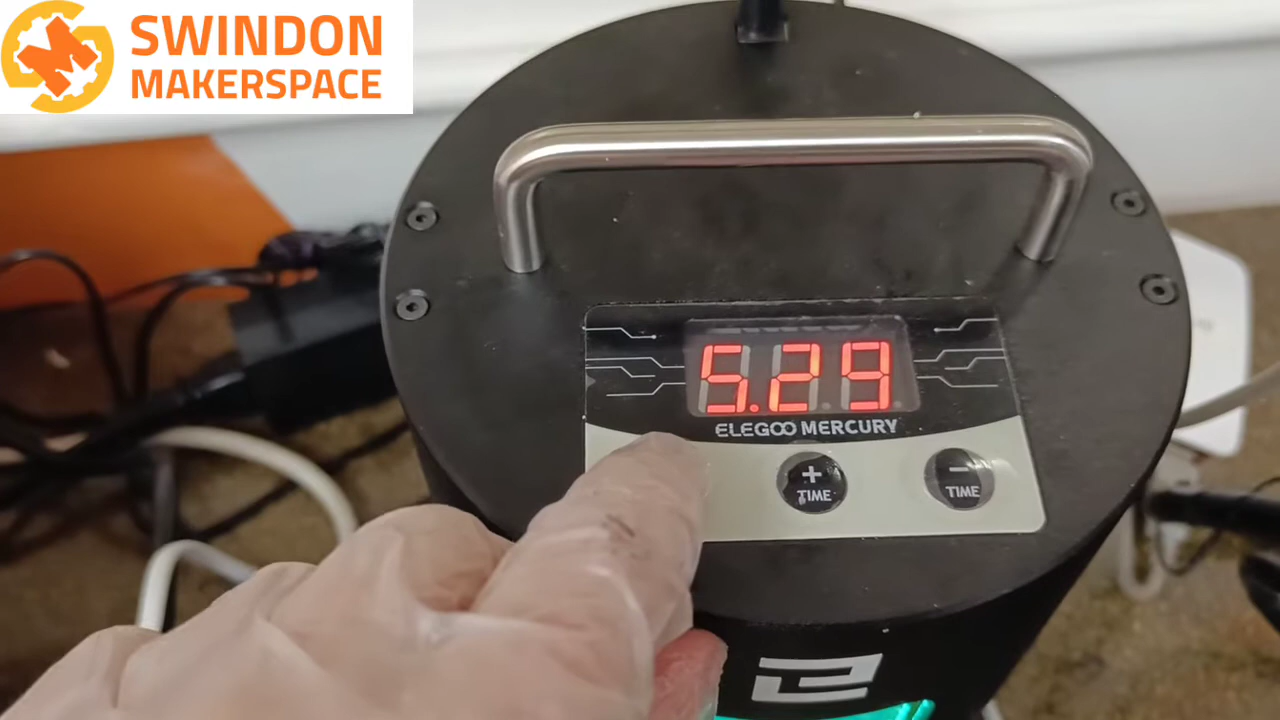 SWINDON
MAKERSPACE
5.29
ELEGOO MERCURY
+
TIME
−
TIME